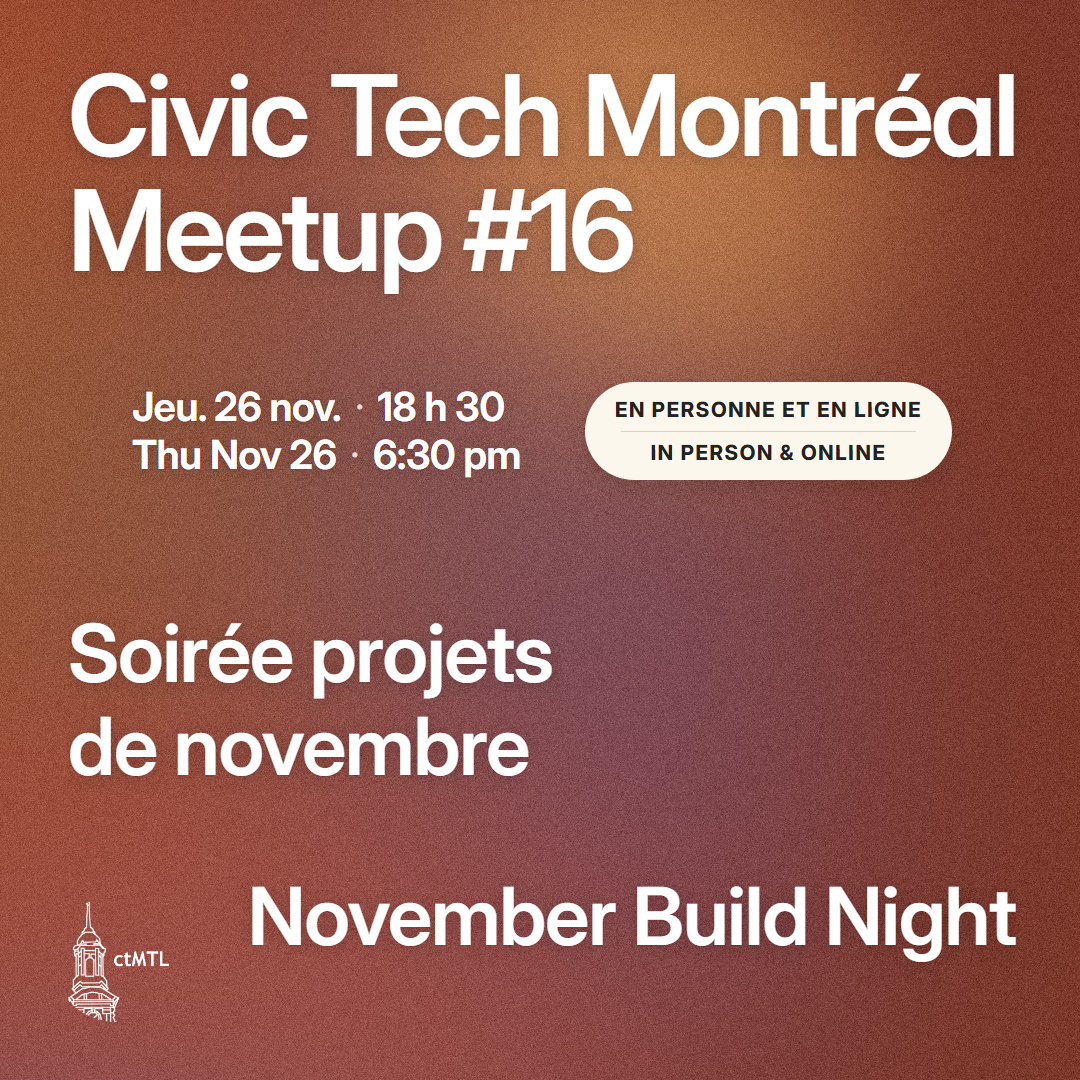 Civic Tech Montréal
Meetup #16
Jeu. 26 nov. · 18 h 30
Thu Nov 26 · 6:30 pm
EN PERSONNE ET EN LIGNE
IN PERSON & ONLINE
Soirée projets
de novembre
November Build Night
ctMTL